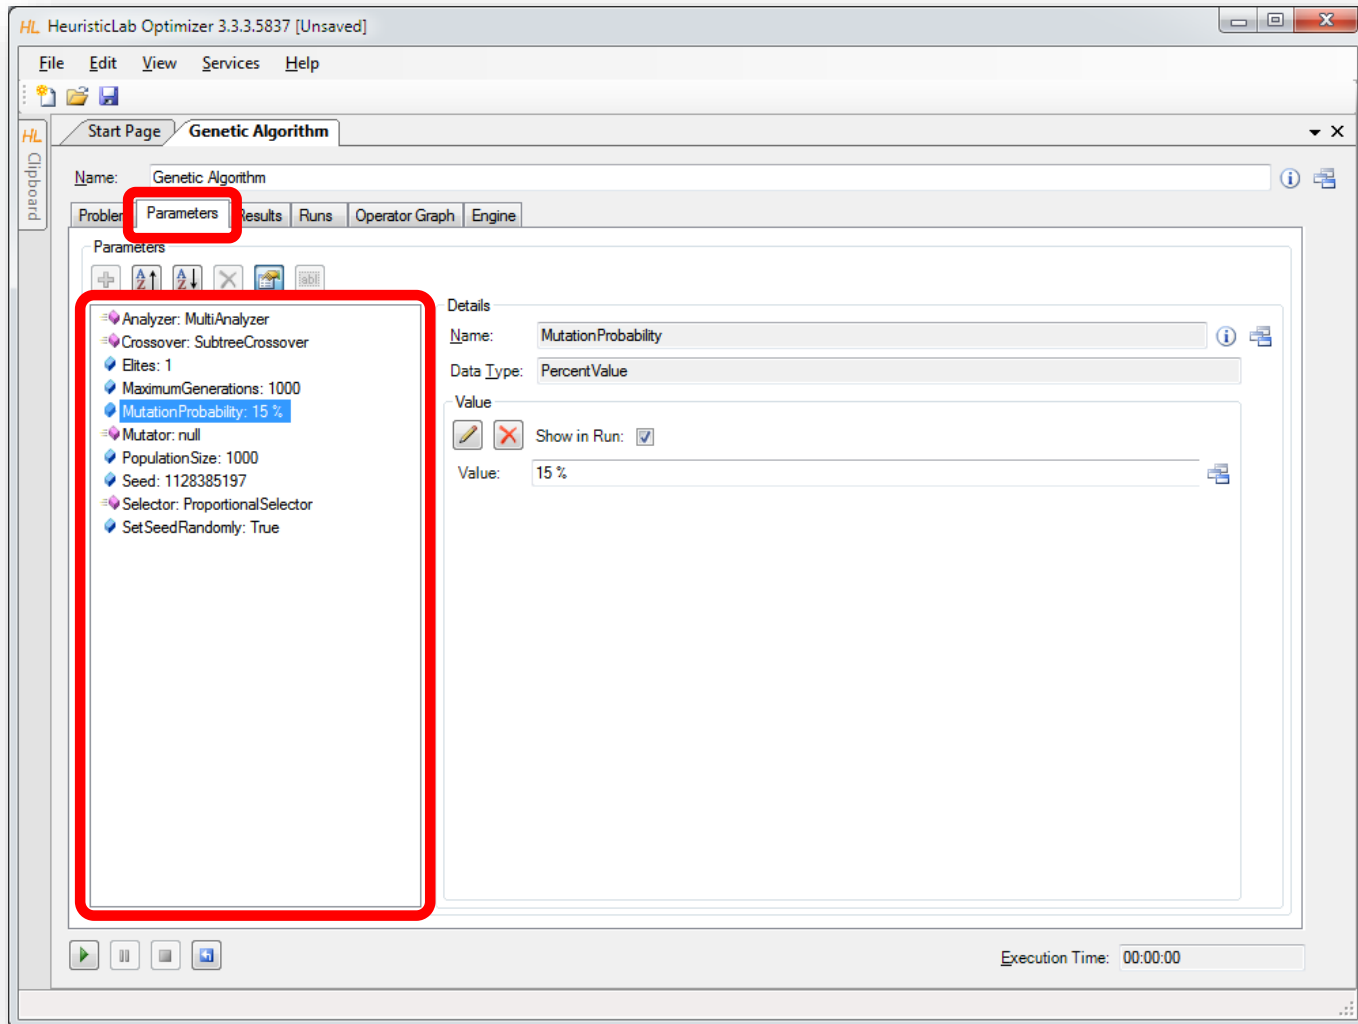 HL HeuristicLab Optimizer 3.3.3.5837 [Unsaved]
File Edit View Services Help
HL Clipboard
Start Page Genetic Algorithm
Name: Genetic Algorithm
Parameters Runs Operator Graph Engine
Parameters
Analyzer: MultiAnalyzer
Crossover: SubtreeCrossover
Elites: 1
MaximumGenerations: 1000
MutationProbability: 15 %
Mutator: null
PopulationSize: 1000
Seed: 1128385197
Selector: ProportionalSelector
SetSeedRandomly: True
Details
Name: MutationProbability
Data Type: PercentValue
Value
Show in Run:
Value: 15 %
Execution Time: 00:00:00